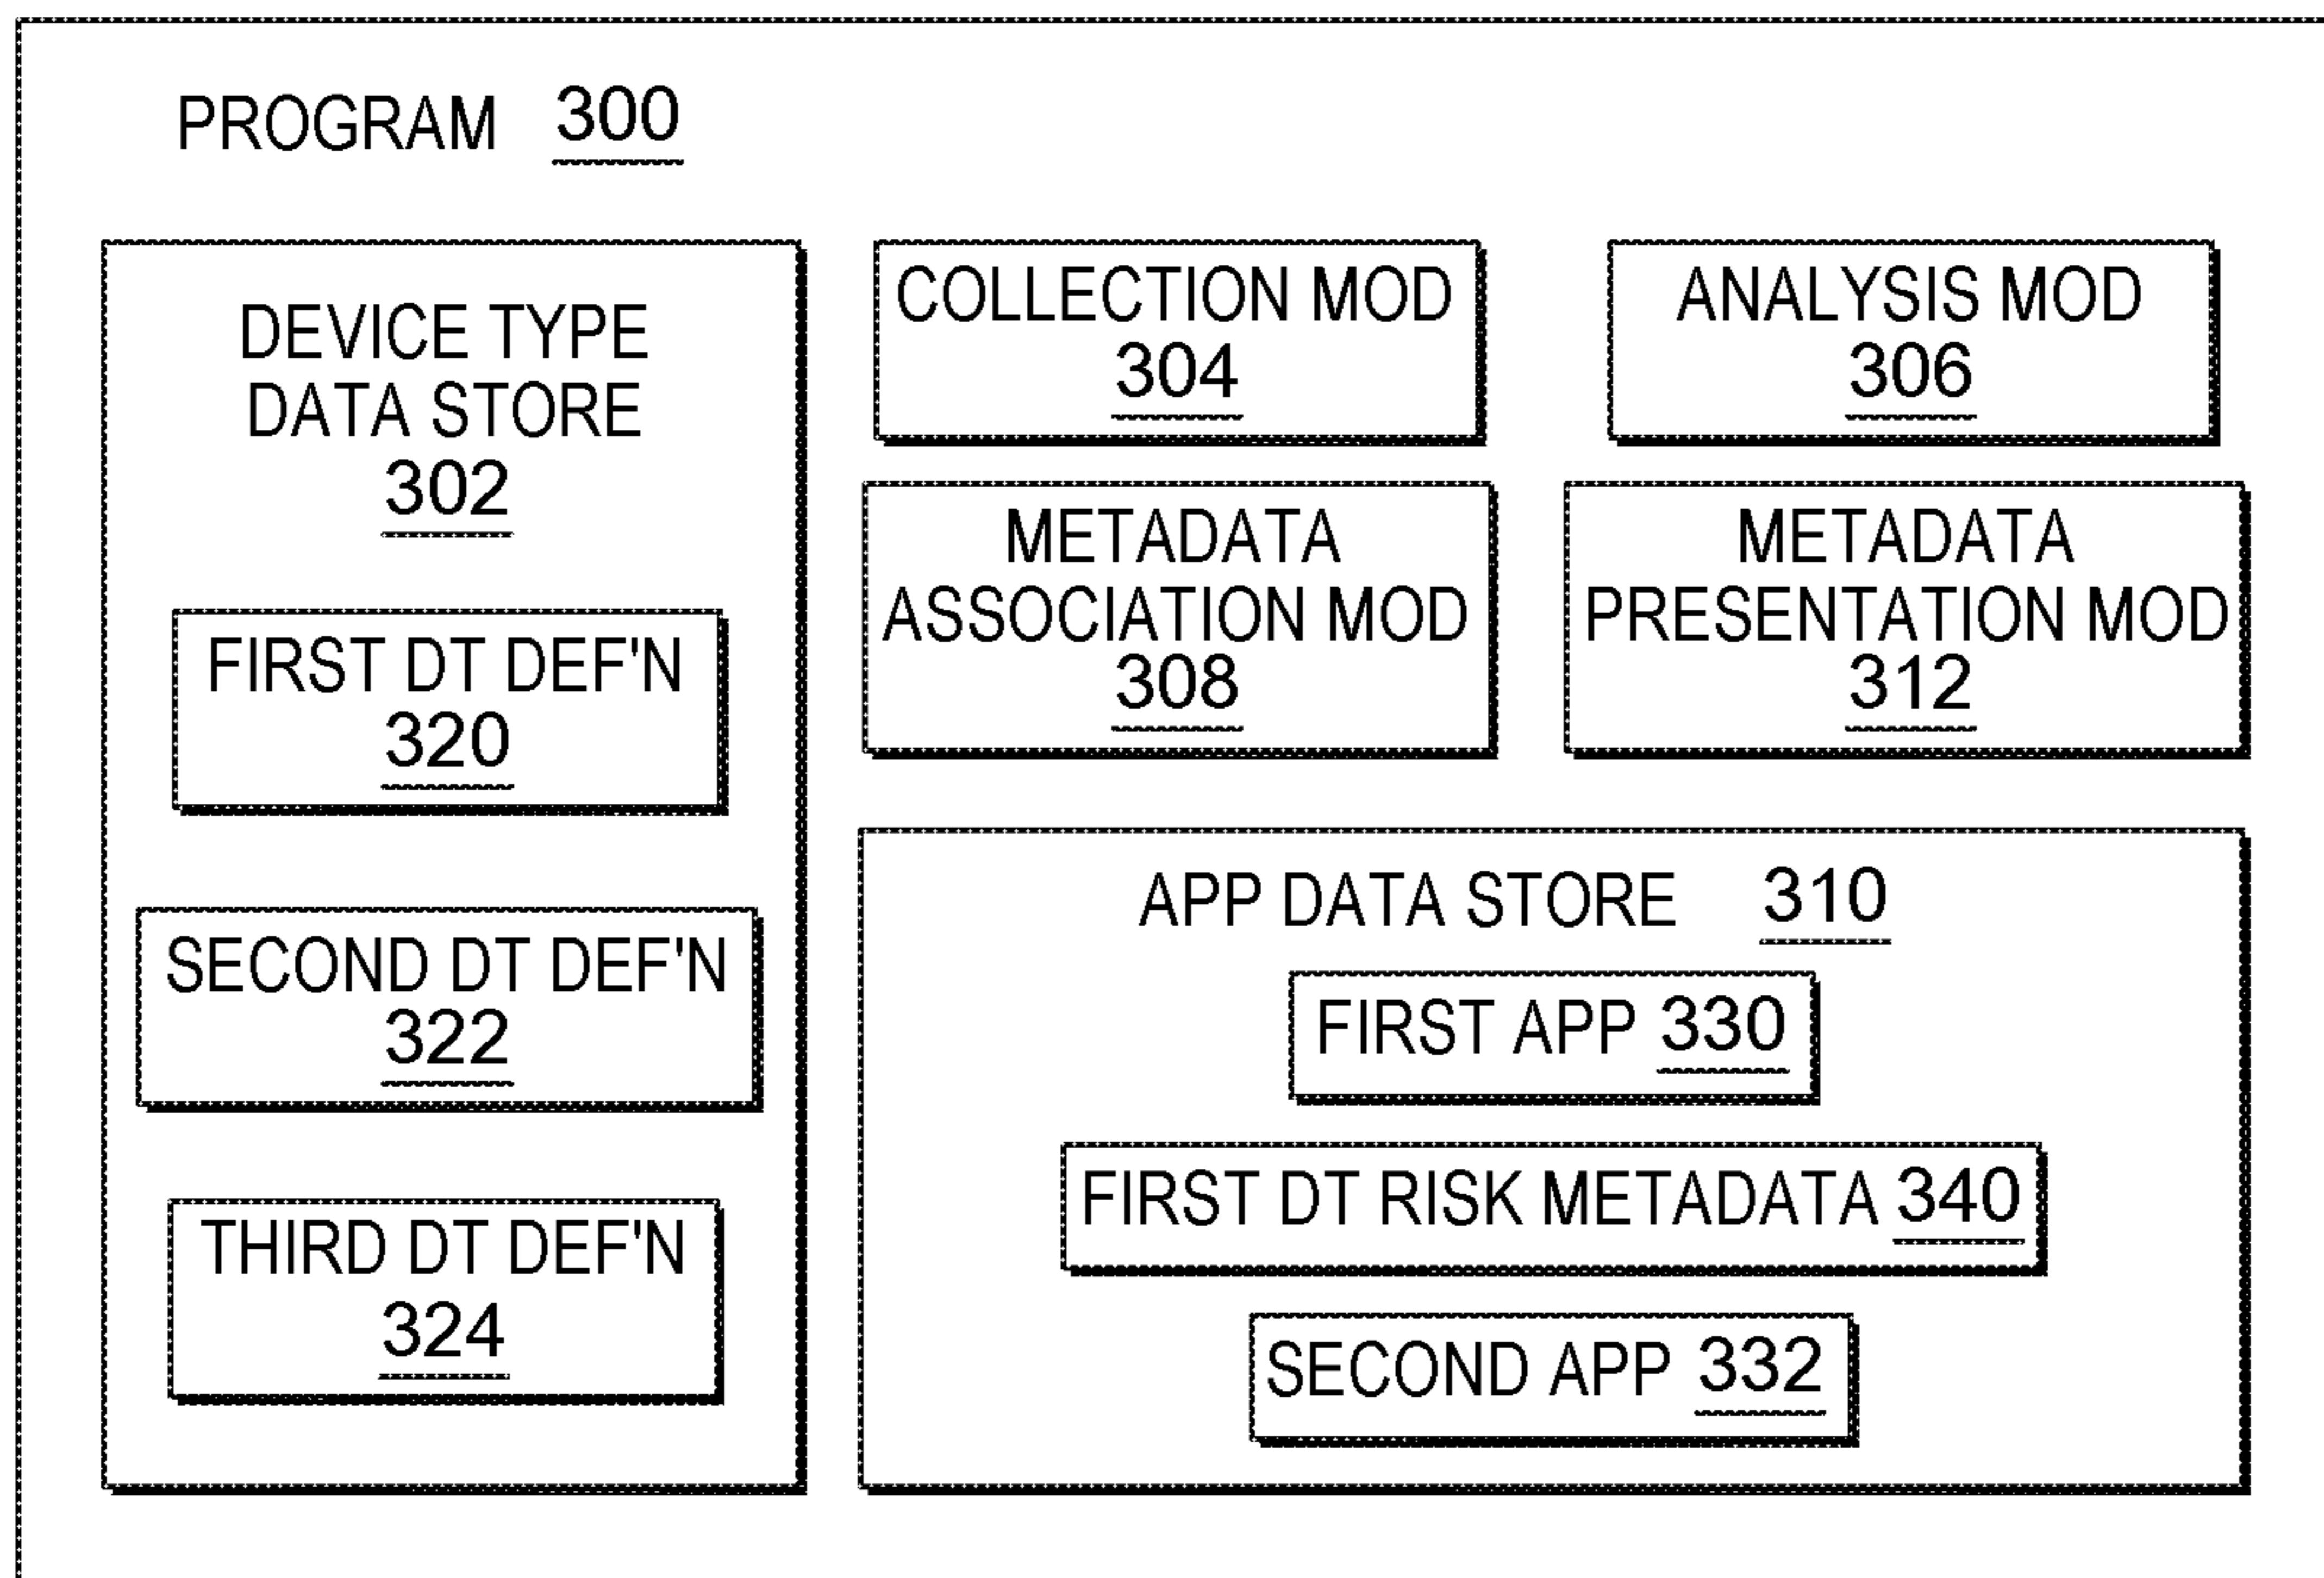 PROGRAM 300
DEVICE TYPE
DATA STORE
302
FIRST DT DEF'N
320
SECOND DT DEF'N
322
THIRD DT DEF'N
324
COLLECTION MOD
304
ANALYSIS MOD
306
METADATA
ASSOCIATION MOD
308
METADATA
PRESENTATION MOD
312
APP DATA STORE 310
FIRST APP 330
FIRST DT RISK METADATA 340
SECOND APP 332